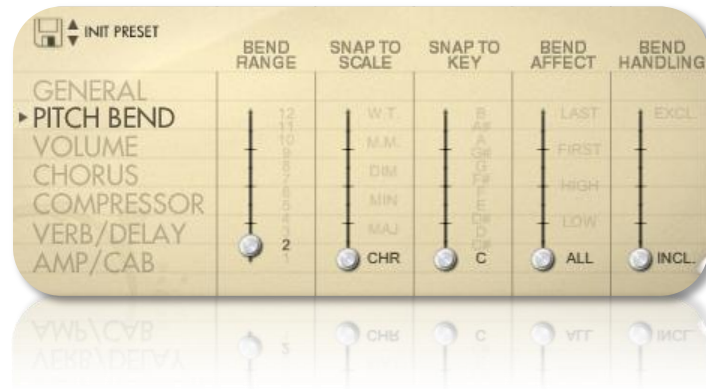 INIT PRESET
BEND RANGE
SNAP TO SCALE
SNAP TO KEY
BEND AFFECT
BEND HANDLING
GENERAL
PITCH BEND
VOLUME
CHORUS
COMPRESSOR
VERB/DELAY
AMP/CAB
12
11
10
9
8
7
6
5
4
3
2
1
W.T.
M.M.
DIM
MIN
MAJ
CHR
B
A#
A
G#
G
F#
F
E
D#
D
C#
C
LAST
FIRST
HIGH
LOW
ALL
EXCL.
INCL.